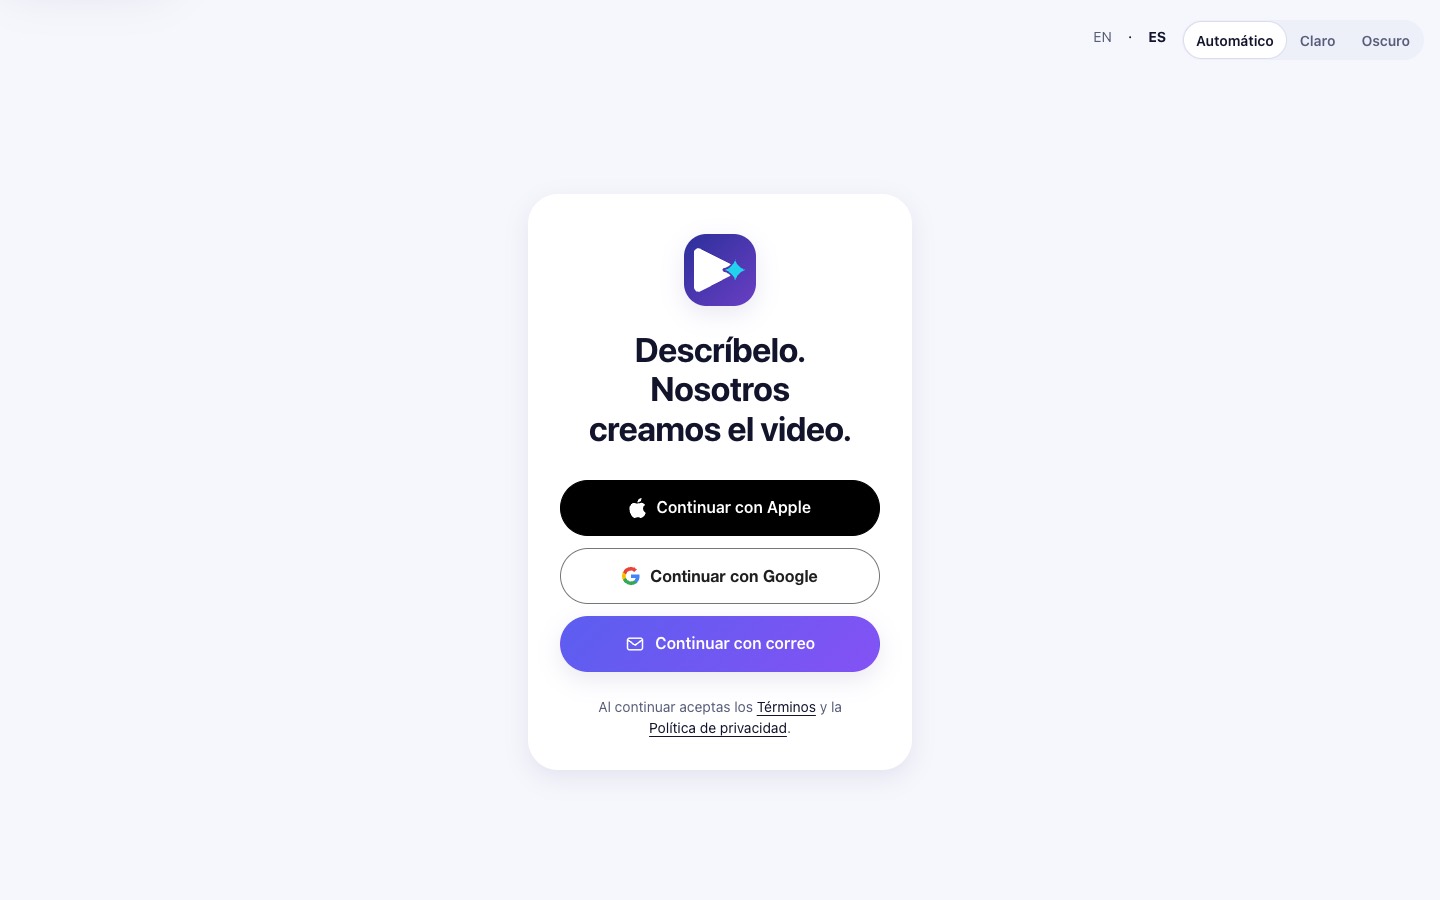 EN · ES Automático Claro Oscuro
Descríbelo.
Nosotros
creamos el video.
Continuar con Apple
Continuar con Google
Continuar con correo
Al continuar aceptas los Términos y la
Política de privacidad.